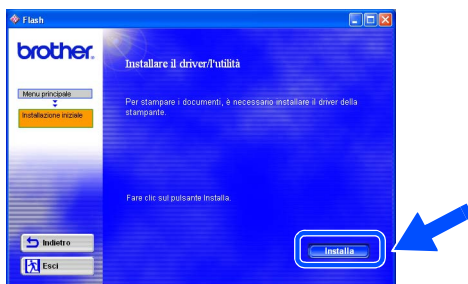 Flash
brother.
Installare il driver/l'utilità
Menu principale
Installazione iniziale
Per stampare i documenti, è necessario installare il driver della
stampante.
Fare clic sul pulsante Installa.
Indietro
Installa
Esci